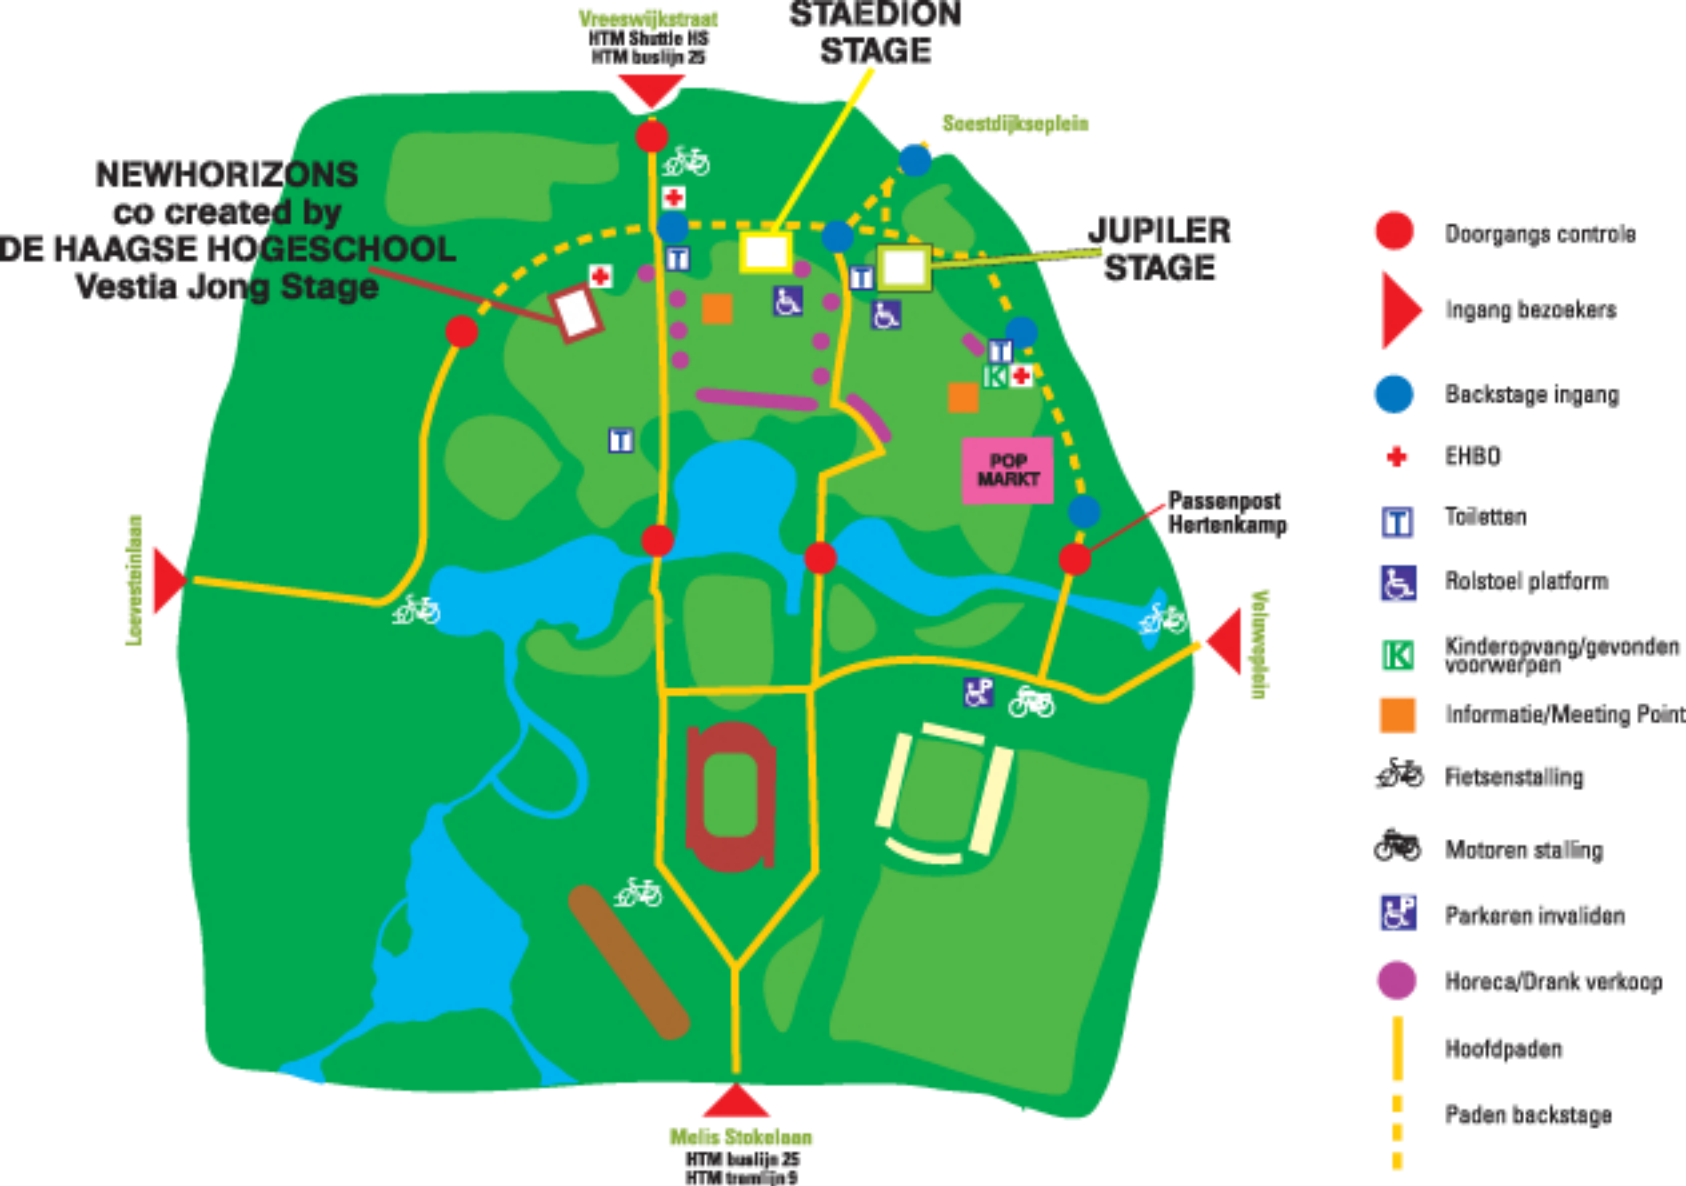 Vreeswijkstraat
HTM Shuttle HS
HTM buslijn 25
STAEDION
STAGE
Soestdijkseplein
NEWHORIZONS
co created by
DE HAAGSE HOGESCHOOL
Vestia Jong Stage
JUPILER
STAGE
T
T
T
K
T
POP
MARKT
Passenpost
Hertenkamp
Loevesteinlaan
Veluweplein
P
Melis Stokelaan
HTM buslijn 25
HTM tramlijn 9
Doorgangs controle
Ingang bezoekers
Backstage ingang
EHBO
T
Toiletten
Rolstoel platform
K
Kinderopvang/gevonden
voorwerpen
Informatie/Meeting Point
Fietsenstalling
Motoren stalling
P
Parkeren invaliden
Horeca/Drank verkoop
Hoofdpaden
Paden backstage